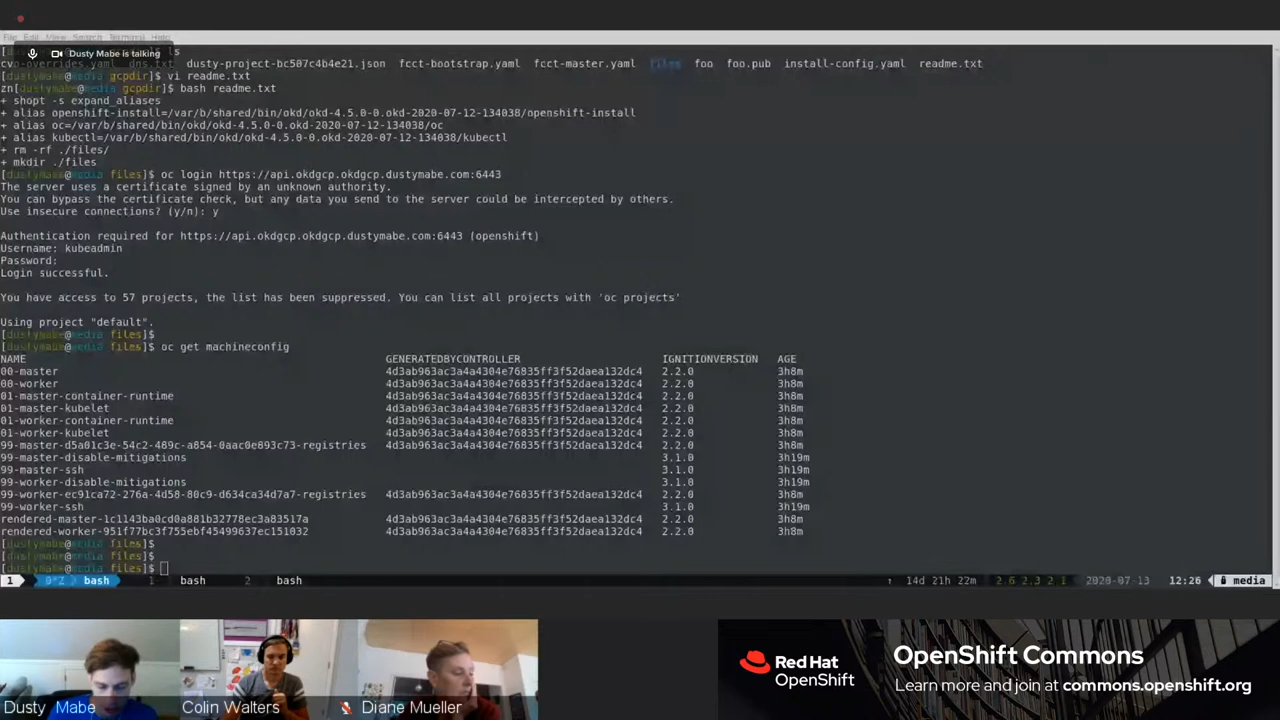 File Edit View Search Terminal Help
Dusty Mabe is talking
ls
cvo-overrides.yaml dns.txt dusty-project-bc507c4b4e21.json fcct-bootstrap.yaml fcct-master.yaml files foo foo.pub install-config.yaml readme.txt
[dustymabe@media gcpdir]$ vi readme.txt
zn[dustymabe@media gcpdir]$ bash readme.txt
+ shopt -s expand_aliases
+ alias openshift-install=/var/b/shared/bin/okd/okd-4.5.0-0.okd-2020-07-12-134038/openshift-install
+ alias oc=/var/b/shared/bin/okd/okd-4.5.0-0.okd-2020-07-12-134038/oc
+ alias kubectl=/var/b/shared/bin/okd/okd-4.5.0-0.okd-2020-07-12-134038/kubectl
+ rm -rf ./files/
+ mkdir ./files
[dustymabe@media files]$ oc login https://api.okdgcp.okdgcp.dustymabe.com:6443
The server uses a certificate signed by an unknown authority.
You can bypass the certificate check, but any data you send to the server could be intercepted by others.
Use insecure connections? (y/n): y
Authentication required for https://api.okdgcp.okdgcp.dustymabe.com:6443 (openshift)
Username: kubeadmin
Password:
Login successful.
You have access to 57 projects, the list has been suppressed. You can list all projects with 'oc projects'
Using project "default".
[dustymabe@media files]$
[dustymabe@media files]$ oc get machineconfig
NAME GENERATEDBYCONTROLLER IGNITIONVERSION AGE
00-master 4d3ab963ac3a4a4304e76835ff3f52daea132dc4 2.2.0 3h8m
00-worker 4d3ab963ac3a4a4304e76835ff3f52daea132dc4 2.2.0 3h8m
01-master-container-runtime 4d3ab963ac3a4a4304e76835ff3f52daea132dc4 2.2.0 3h8m
01-master-kubelet 4d3ab963ac3a4a4304e76835ff3f52daea132dc4 2.2.0 3h8m
01-worker-container-runtime 4d3ab963ac3a4a4304e76835ff3f52daea132dc4 2.2.0 3h8m
01-worker-kubelet 4d3ab963ac3a4a4304e76835ff3f52daea132dc4 2.2.0 3h8m
99-master-d5a01c3e-54c2-489c-a854-0aac0e893c73-registries 4d3ab963ac3a4a4304e76835ff3f52daea132dc4 2.2.0 3h8m
99-master-disable-mitigations 3.1.0 3h19m
99-master-ssh 3.1.0 3h19m
99-worker-disable-mitigations 3.1.0 3h19m
99-worker-ec91ca72-276a-4d58-80c9-d634ca34d7a7-registries 4d3ab963ac3a4a4304e76835ff3f52daea132dc4 2.2.0 3h8m
99-worker-ssh 3.1.0 3h19m
rendered-master-1c1143ba0cd0a881b32778ec3a83517a 4d3ab963ac3a4a4304e76835ff3f52daea132dc4 2.2.0 3h8m
rendered-worker-951f77bc3f755ebf45499637ec151032 4d3ab963ac3a4a4304e76835ff3f52daea132dc4 2.2.0 3h8m
[dustymabe@media files]$
[dustymabe@media files]$
[dustymabe@media files]$
1 0*Z bash 1 bash 2 bash ↑ 14d 21h 22m 2.6 2.3 2.1 2020-07-13 12:26 media
Dusty Mabe
Colin Walters
Diane Mueller
Red Hat
OpenShift
OpenShift Commons
Learn more and join at commons.openshift.org